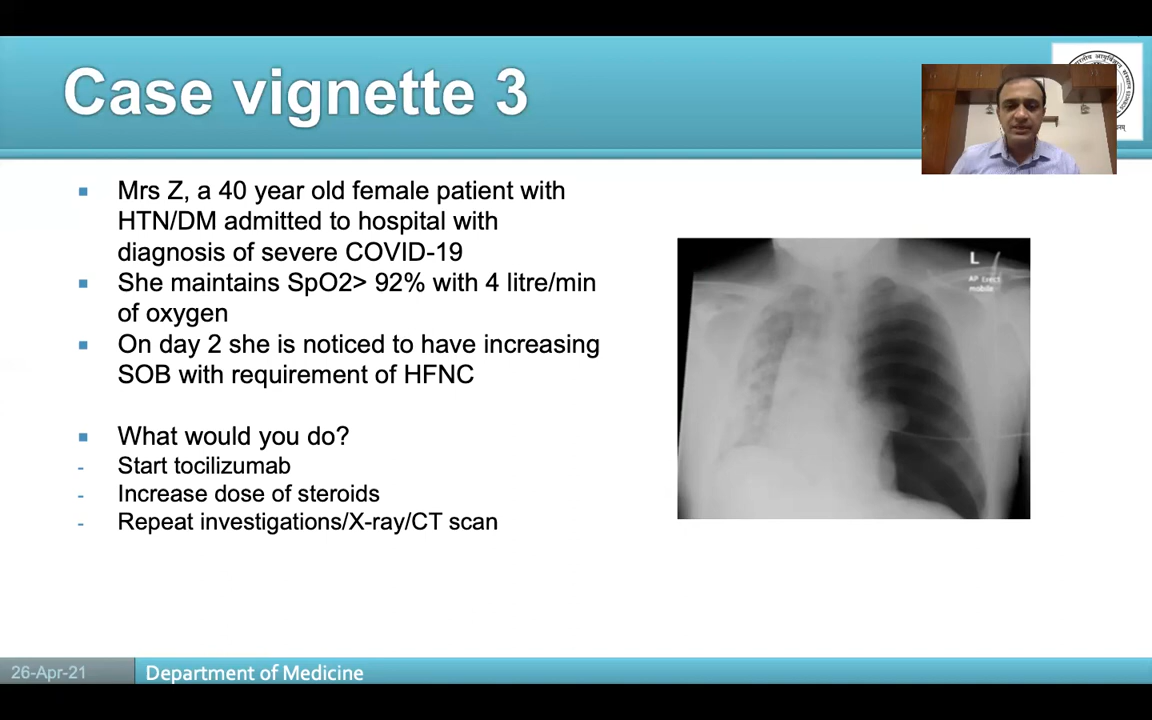 Case vignette 3
Mrs Z, a 40 year old female patient with
HTN/DM admitted to hospital with
diagnosis of severe COVID-19
She maintains SpO2> 92% with 4 litre/min
of oxygen
On day 2 she is noticed to have increasing
SOB with requirement of HFNC
What would you do?
- Start tocilizumab
- Increase dose of steroids
- Repeat investigations/X-ray/CT scan
L
AP Erect
mobile
26-Apr-21
Department of Medicine